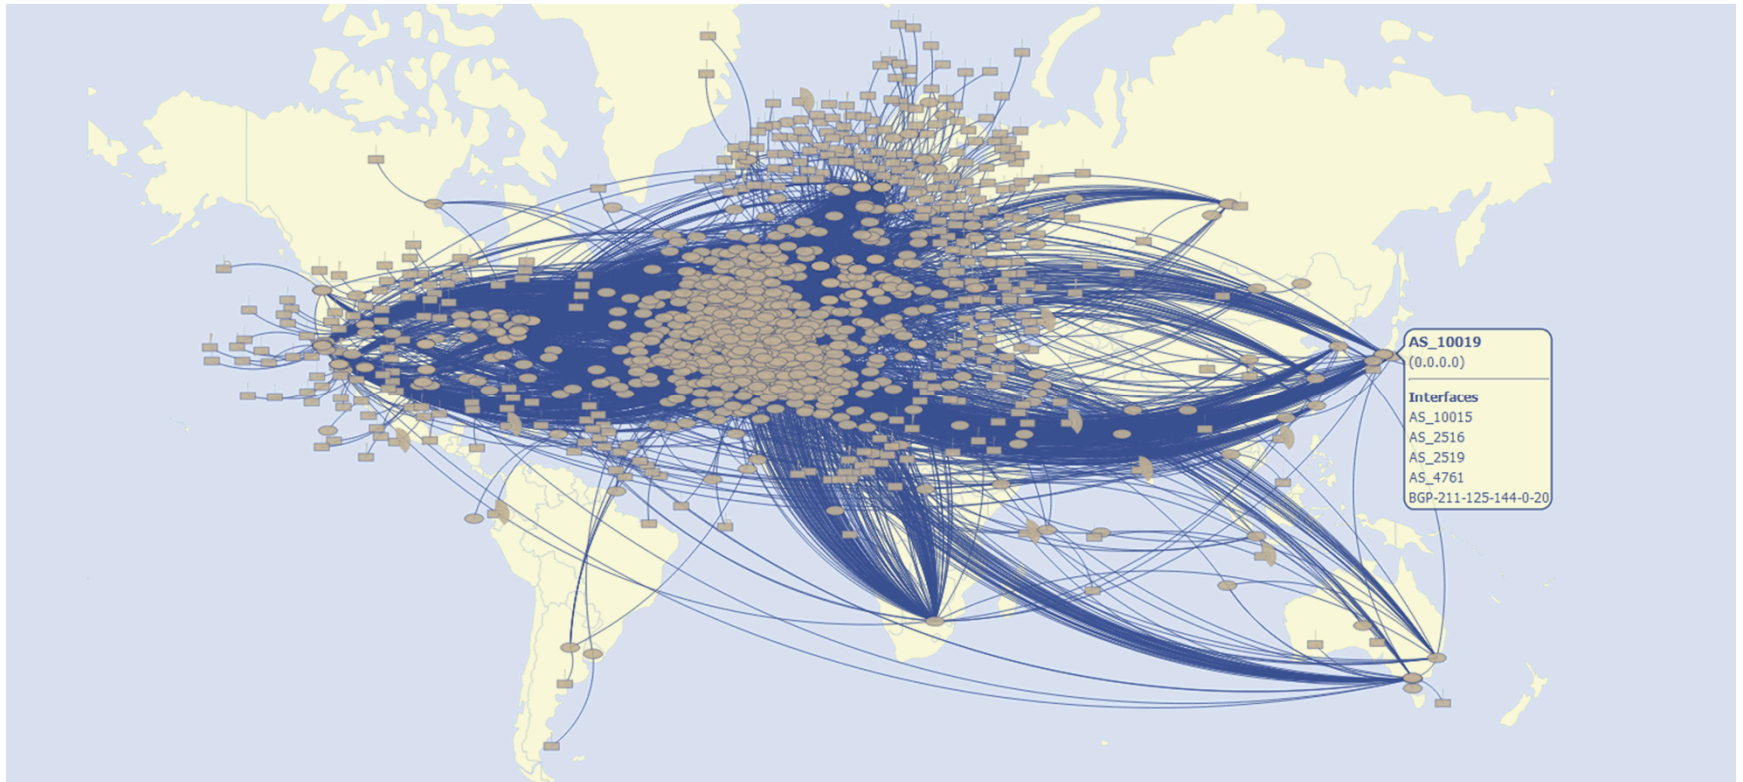 AS_10019
(0.0.0.0)
Interfaces
AS_10015
AS_2516
AS_2519
AS_4761
BGP-211-125-144-0-20